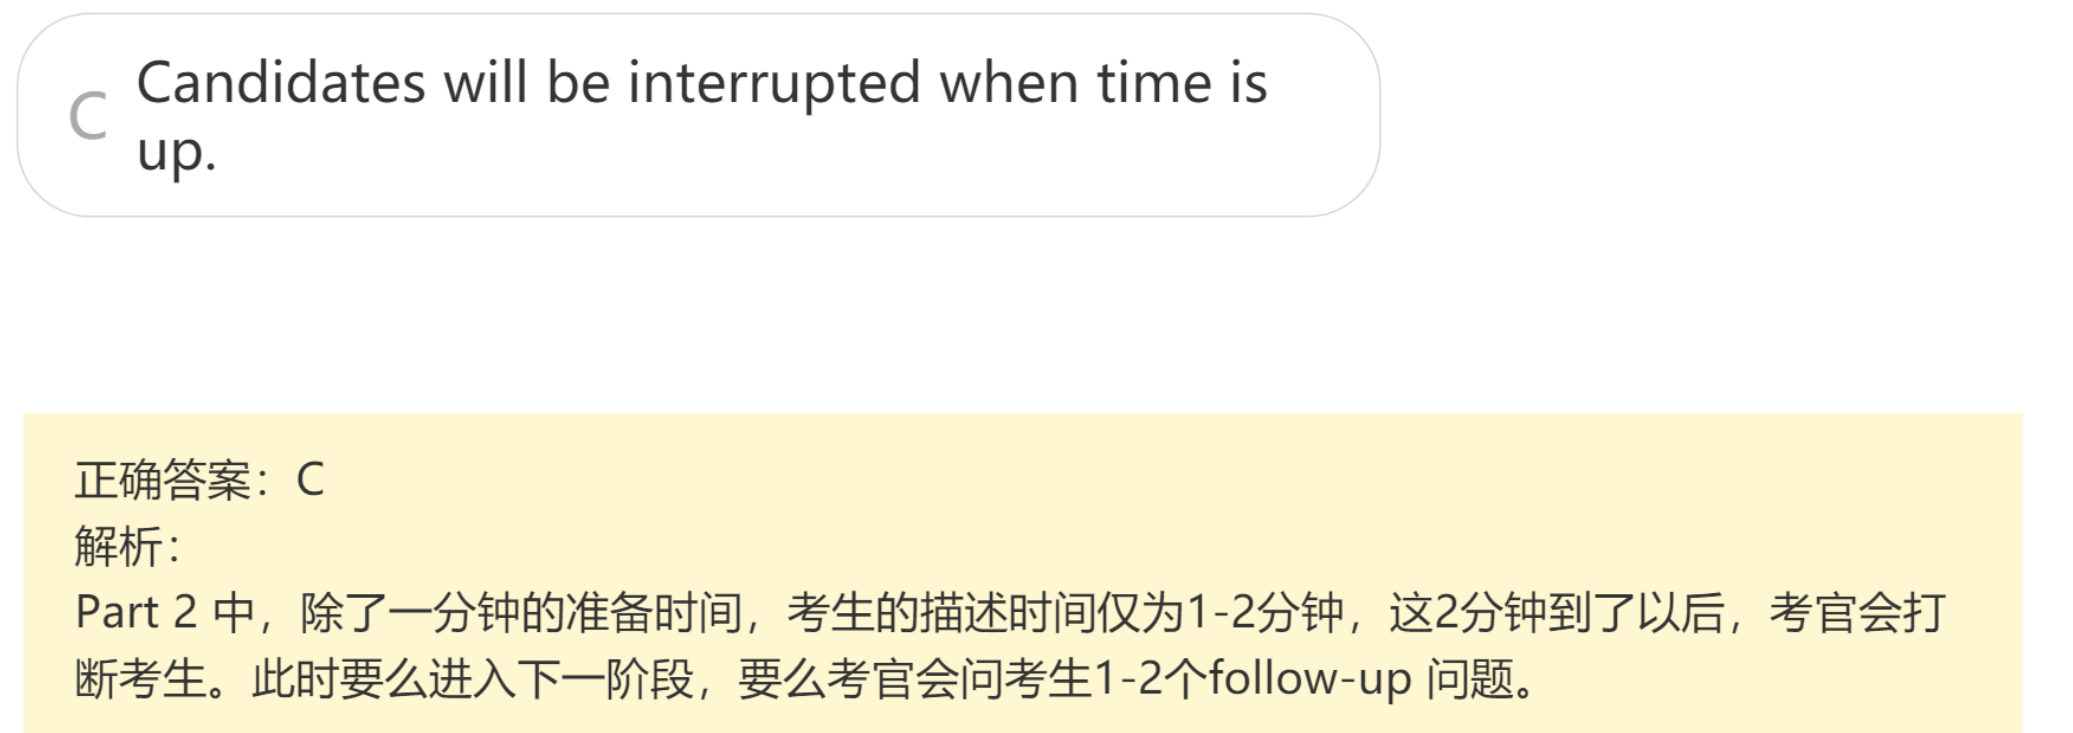 C
Candidates will be interrupted when time is
up.
正确答案：C
解析：
Part 2 中，除了一分钟的准备时间，考生的描述时间仅为1-2分钟，这2分钟到了以后，考官会打
断考生。此时要么进入下一阶段，要么考官会问考生1-2个follow-up 问题。